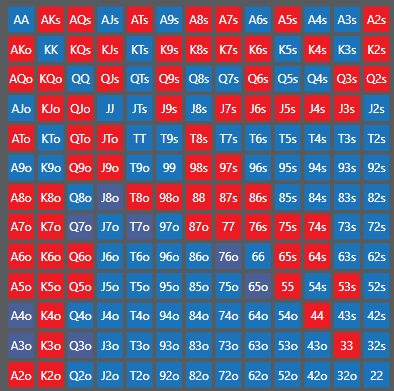 AA AKs AQs AJs ATs A9s A8s A7s A6s A5s A4s A3s A2s
AKo KK KQs KJs KTs K9s K8s K7s K6s K5s K4s K3s K2s
AQo KQo QQ QJs QTs Q9s Q8s Q7s Q6s Q5s Q4s Q3s Q2s
AJo KJo QJo JJ JTs J9s J8s J7s J6s J5s J4s J3s J2s
ATo KTo QTo JTo TT T9s T8s T7s T6s T5s T4s T3s T2s
A9o K9o Q9o J9o T9o 99 98s 97s 96s 95s 94s 93s 92s
A8o K8o Q8o J8o T8o 98o 88 87s 86s 85s 84s 83s 82s
A7o K7o Q7o J7o T7o 97o 87o 77 76s 75s 74s 73s 72s
A6o K6o Q6o J6o T6o 96o 86o 76o 66 65s 64s 63s 62s
A5o K5o Q5o J5o T5o 95o 85o 75o 65o 55 54s 53s 52s
A4o K4o Q4o J4o T4o 94o 84o 74o 64o 54o 44 43s 42s
A3o K3o Q3o J3o T3o 93o 83o 73o 63o 53o 43o 33 32s
A2o K2o Q2o J2o T2o 92o 82o 72o 62o 52o 42o 32o 22